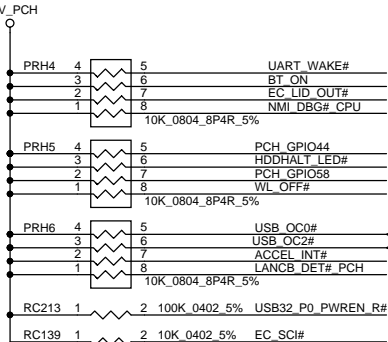 V_PCH
PRH4 4 5 UART_WAKE#
3 6 BT_ON
2 7 EC_LID_OUT#
1 8 NMI_DBG#_CPU
10K_0804_8P4R_5%
PRH5 4 5 PCH_GPIO44
3 6 HDDHALT_LED#
2 7 PCH_GPIO58
1 8 WL_OFF#
10K_0804_8P4R_5%
PRH6 4 5 USB_OC0#
3 6 USB_OC2#
2 7 ACCEL_INT#
1 8 LANCB_DET#_PCH
10K_0804_8P4R_5%
RC213 1 2 100K_0402_5% USB32_P0_PWREN_R#
RC139 1 2 10K_0402_5% EC_SCI#